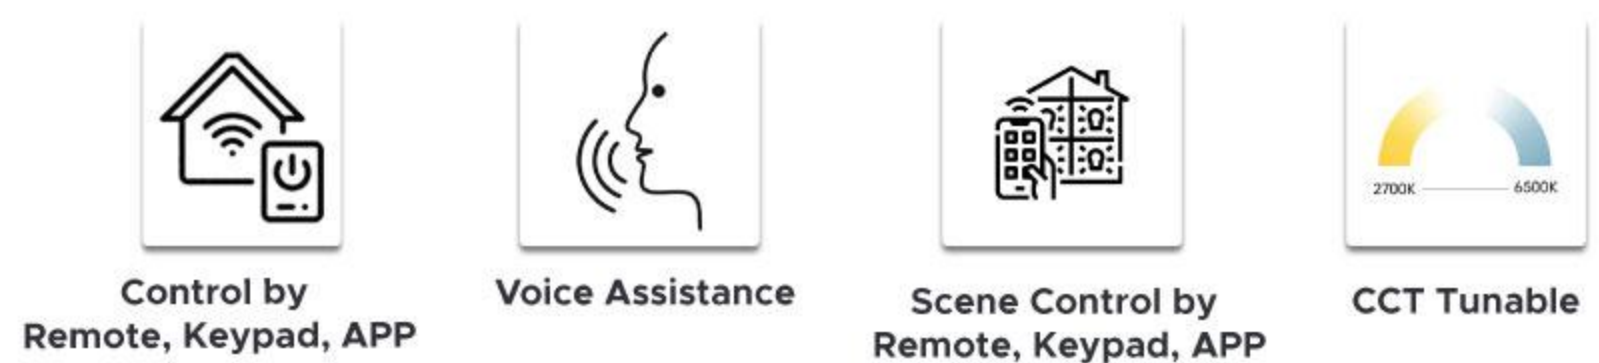 Control by
Remote, Keypad, APP
Voice Assistance
Scene Control by
Remote, Keypad, APP
2700K
6500K
CCT Tunable